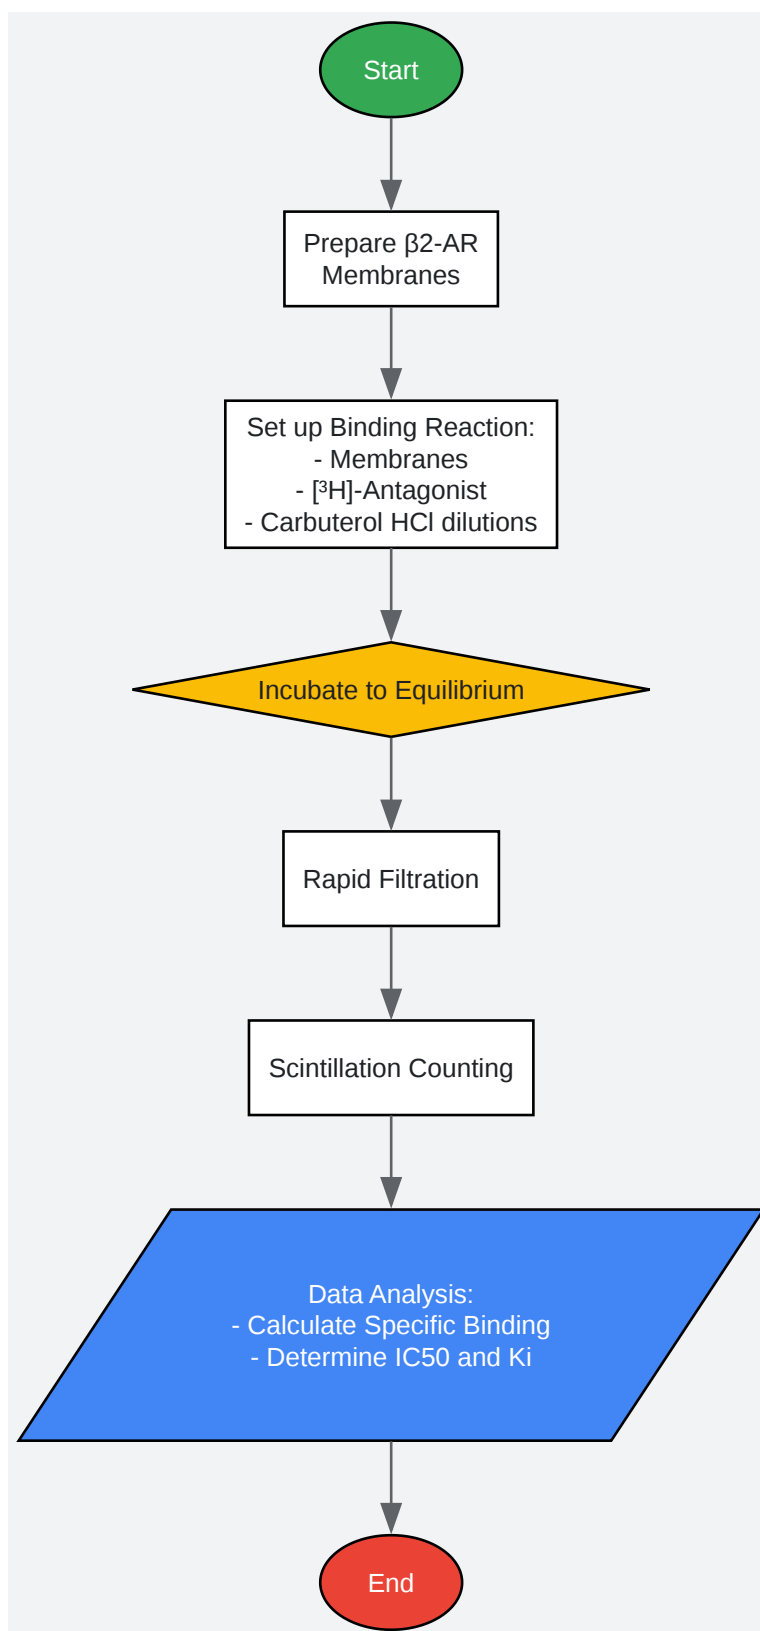 Start
Prepare β2-AR
Membranes
Set up Binding Reaction:
- Membranes
- [³H]-Antagonist
- Carbuterol HCl dilutions
Incubate to Equilibrium
Rapid Filtration
Scintillation Counting
Data Analysis:
- Calculate Specific Binding
- Determine IC50 and Ki
End